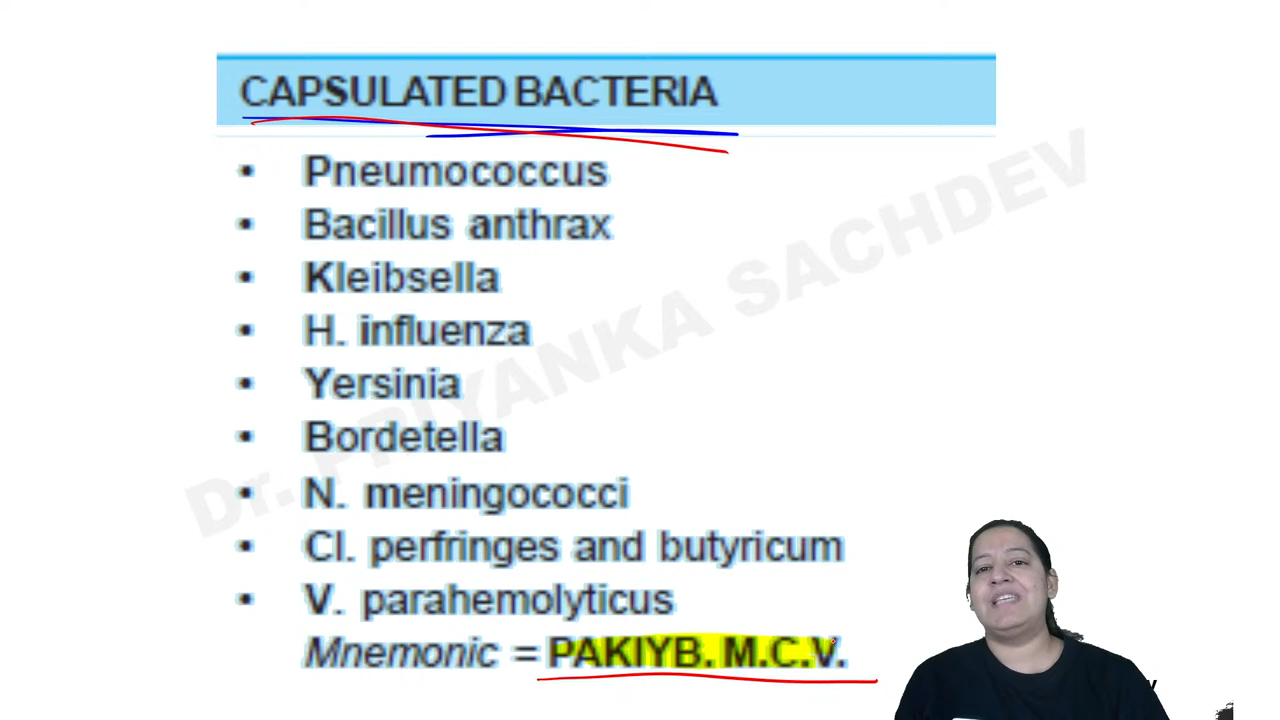 CAPSULATED BACTERIA
• Pneumococcus
• Bacillus anthrax
• Kleibsella
• H. influenza
• Yersinia
• Bordetella
• N. meningococci
• Cl. perfringes and butyricum
• V. parahemolyticus
Mnemonic = PAKIYB. M.C.V.
Dr. PRIYANKA SACHDEV